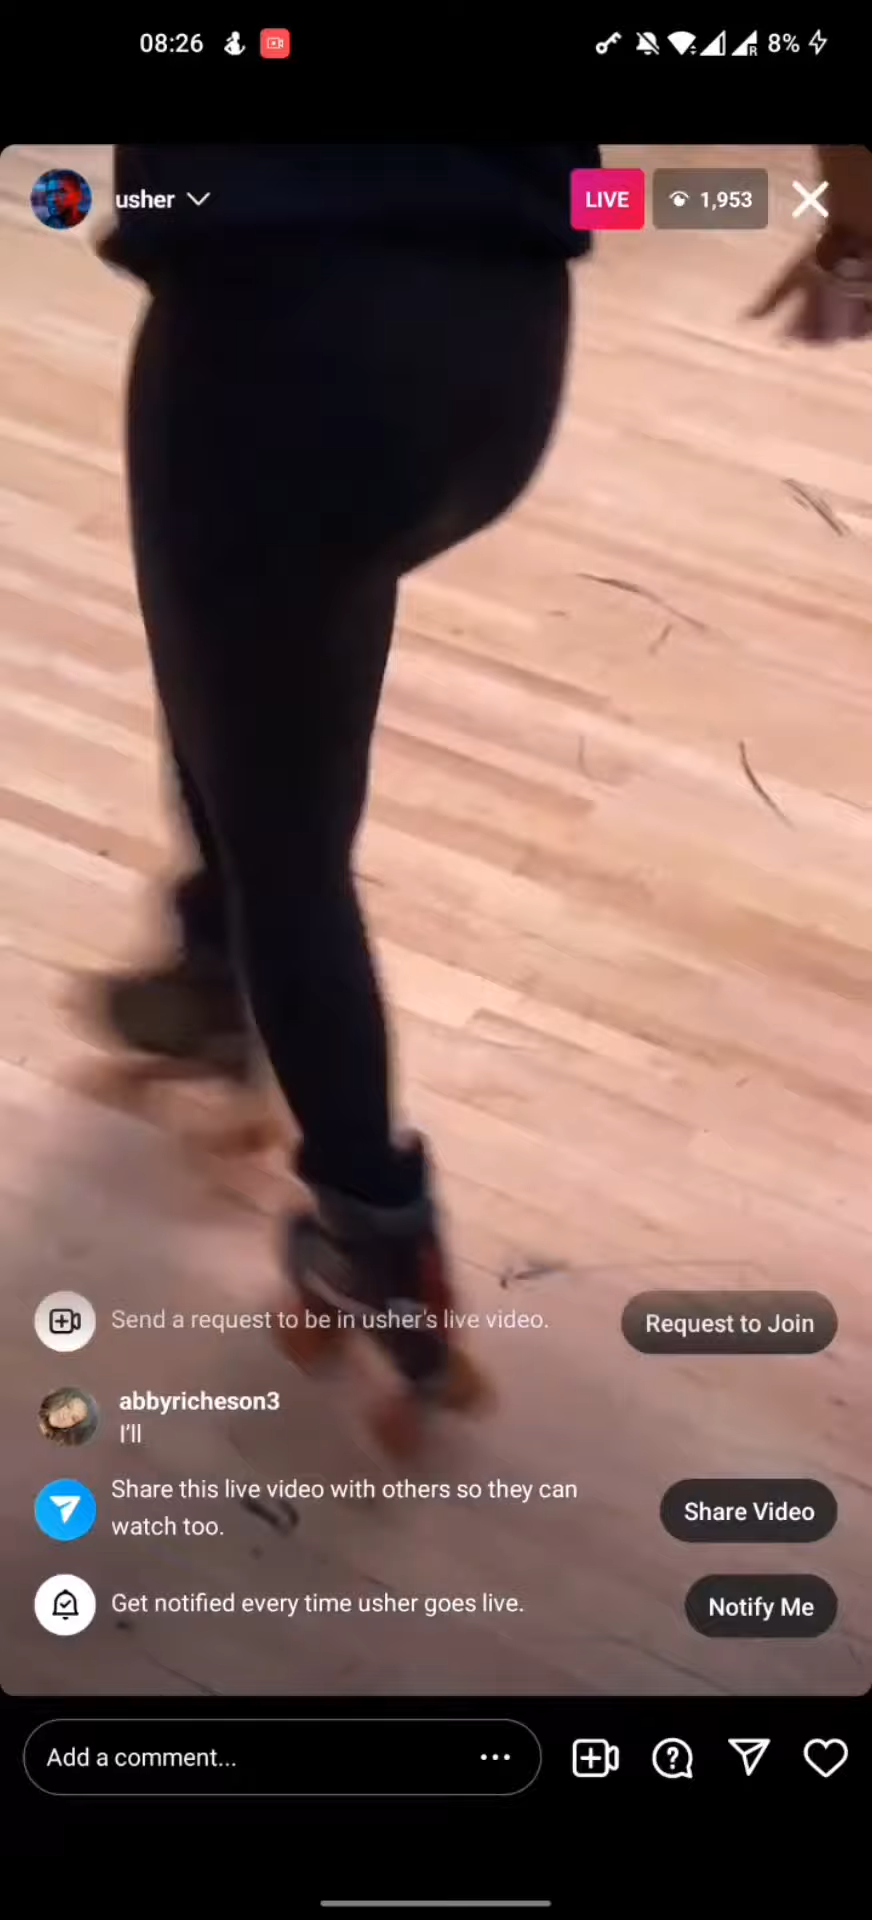 08:26
8%
usher
LIVE
1,953
Send a request to be in usher's live video.
Request to Join
abbyricheson3
I'll
Share this live video with others so they can
watch too.
Share Video
Get notified every time usher goes live.
Notify Me
Add a comment...